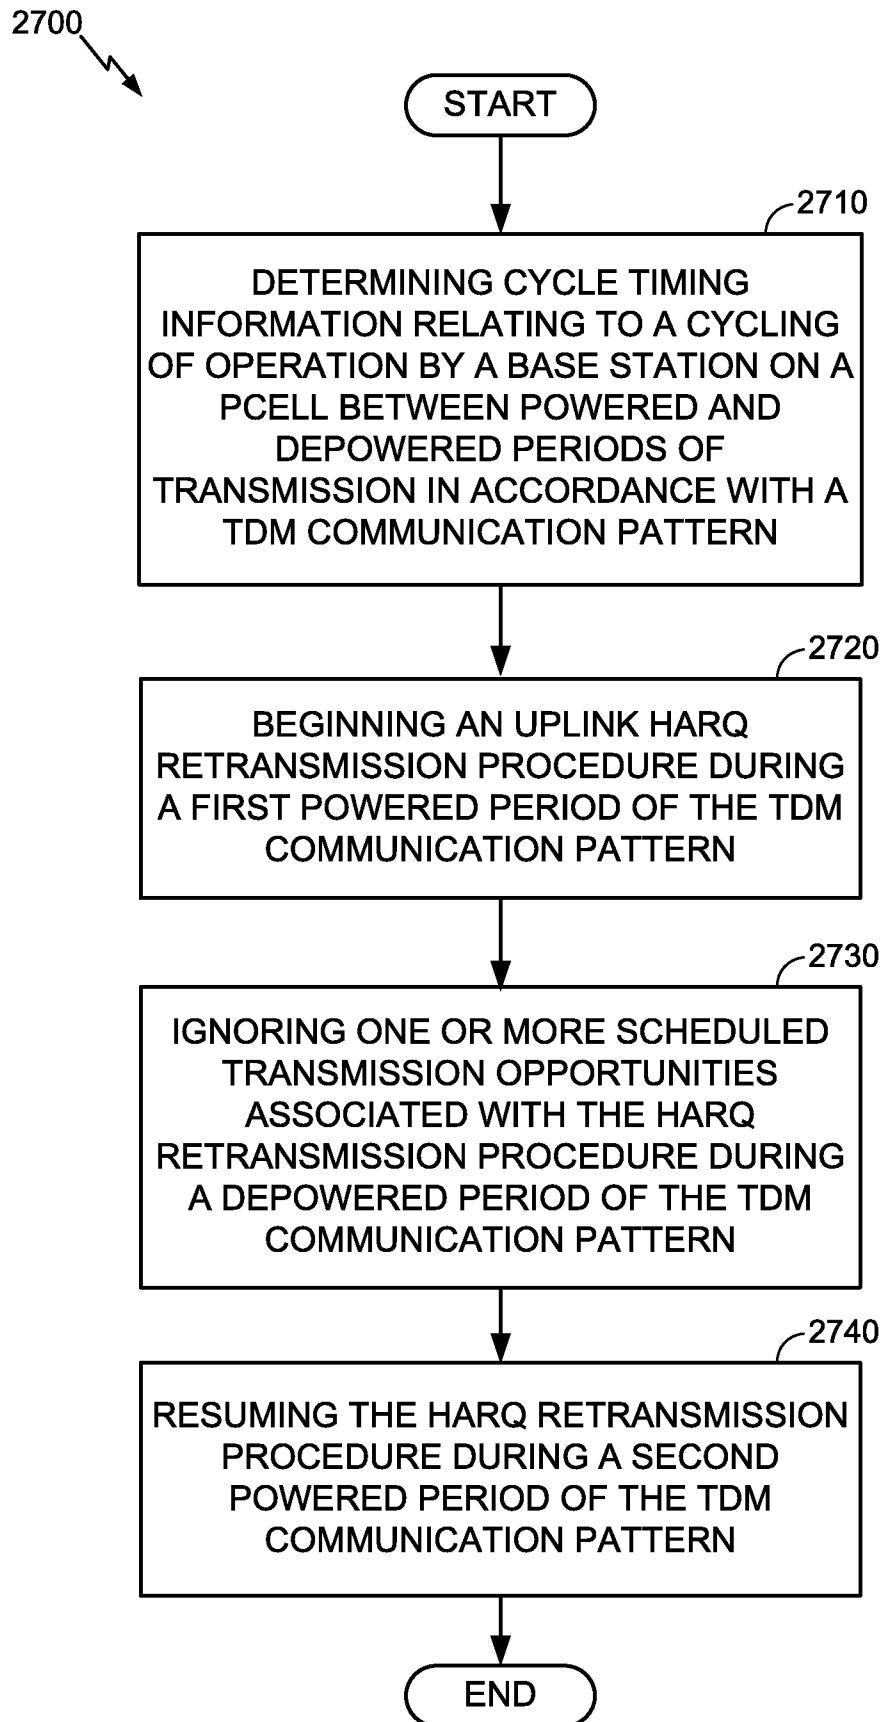 2700
START
2710
DETERMINING CYCLE TIMING
INFORMATION RELATING TO A CYCLING
OF OPERATION BY A BASE STATION ON A
PCELL BETWEEN POWERED AND
DEPOWERED PERIODS OF
TRANSMISSION IN ACCORDANCE WITH A
TDM COMMUNICATION PATTERN
2720
BEGINNING AN UPLINK HARQ
RETRANSMISSION PROCEDURE DURING
A FIRST POWERED PERIOD OF THE TDM
COMMUNICATION PATTERN
2730
IGNORING ONE OR MORE SCHEDULED
TRANSMISSION OPPORTUNITIES
ASSOCIATED WITH THE HARQ
RETRANSMISSION PROCEDURE DURING
A DEPOWERED PERIOD OF THE TDM
COMMUNICATION PATTERN
2740
RESUMING THE HARQ RETRANSMISSION
PROCEDURE DURING A SECOND
POWERED PERIOD OF THE TDM
COMMUNICATION PATTERN
END